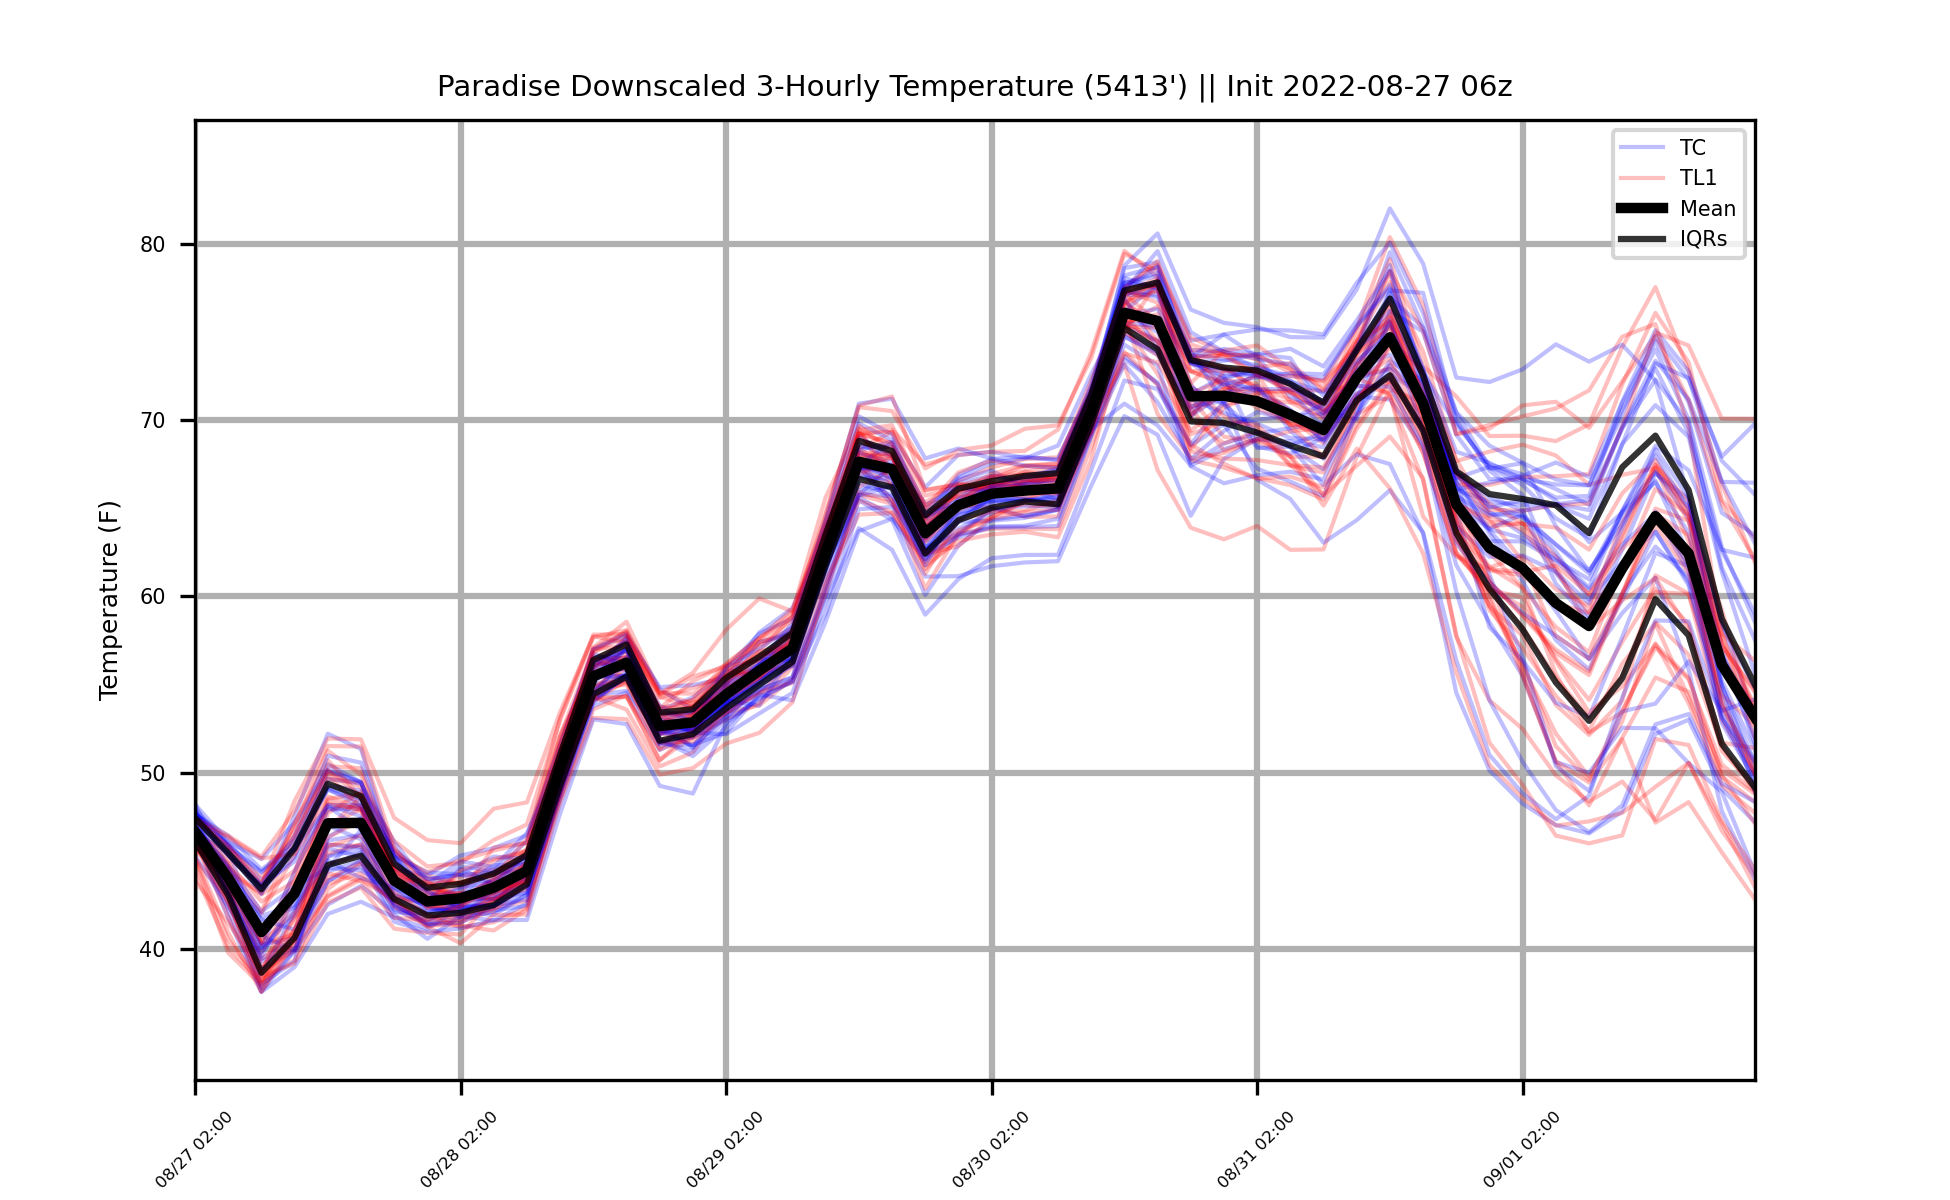 Paradise Downscaled 3-Hourly Temperature (5413') || Init 2022-08-27 06z
TC
TL1
Mean
IQRs
Temperature (F)
80
70
60
50
40
08/27 02:00
08/28 02:00
08/29 02:00
08/30 02:00
08/31 02:00
09/01 02:00